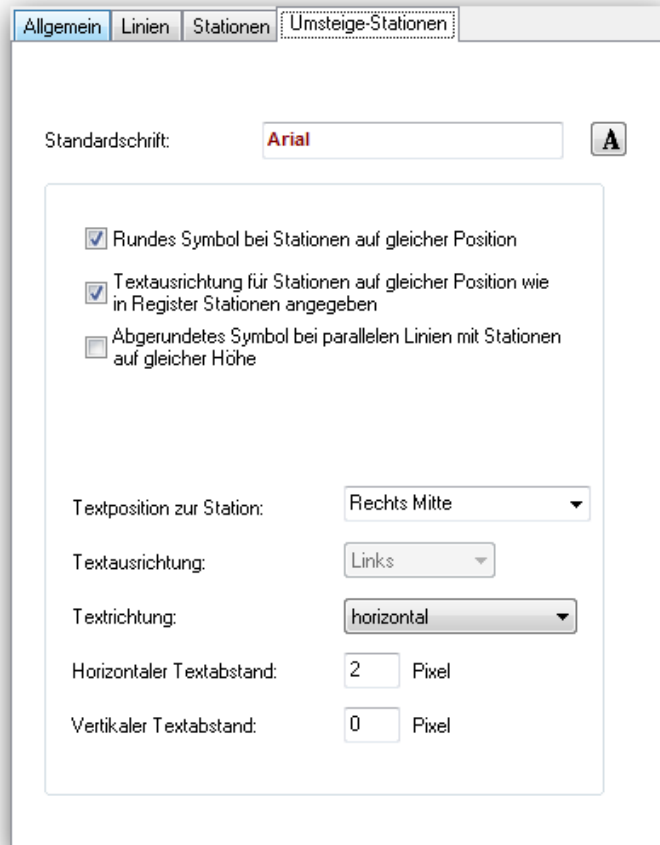 Allgemein Linien Stationen Umsteige-Stationen
Standardschrift: Arial A
Rundes Symbol bei Stationen auf gleicher Position
Textausrichtung für Stationen auf gleicher Position wie
in Register Stationen angegeben
Abgerundetes Symbol bei parallelen Linien mit Stationen
auf gleicher Höhe
Textposition zur Station: Rechts Mitte
Textausrichtung: Links
Textrichtung: horizontal
Horizontaler Textabstand: 2 Pixel
Vertikaler Textabstand: 0 Pixel